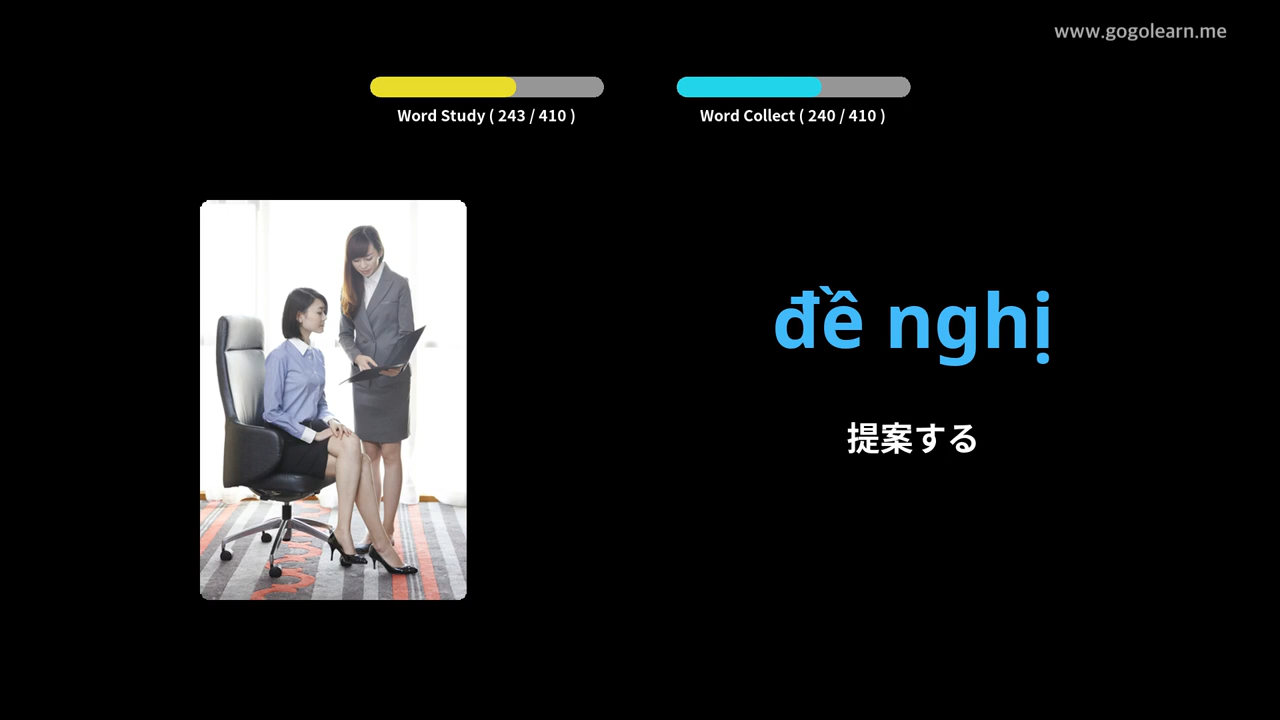 www.gogolearn.me
Word Study ( 243 / 410 )
Word Collect ( 240 / 410 )
đề nghị
提案する